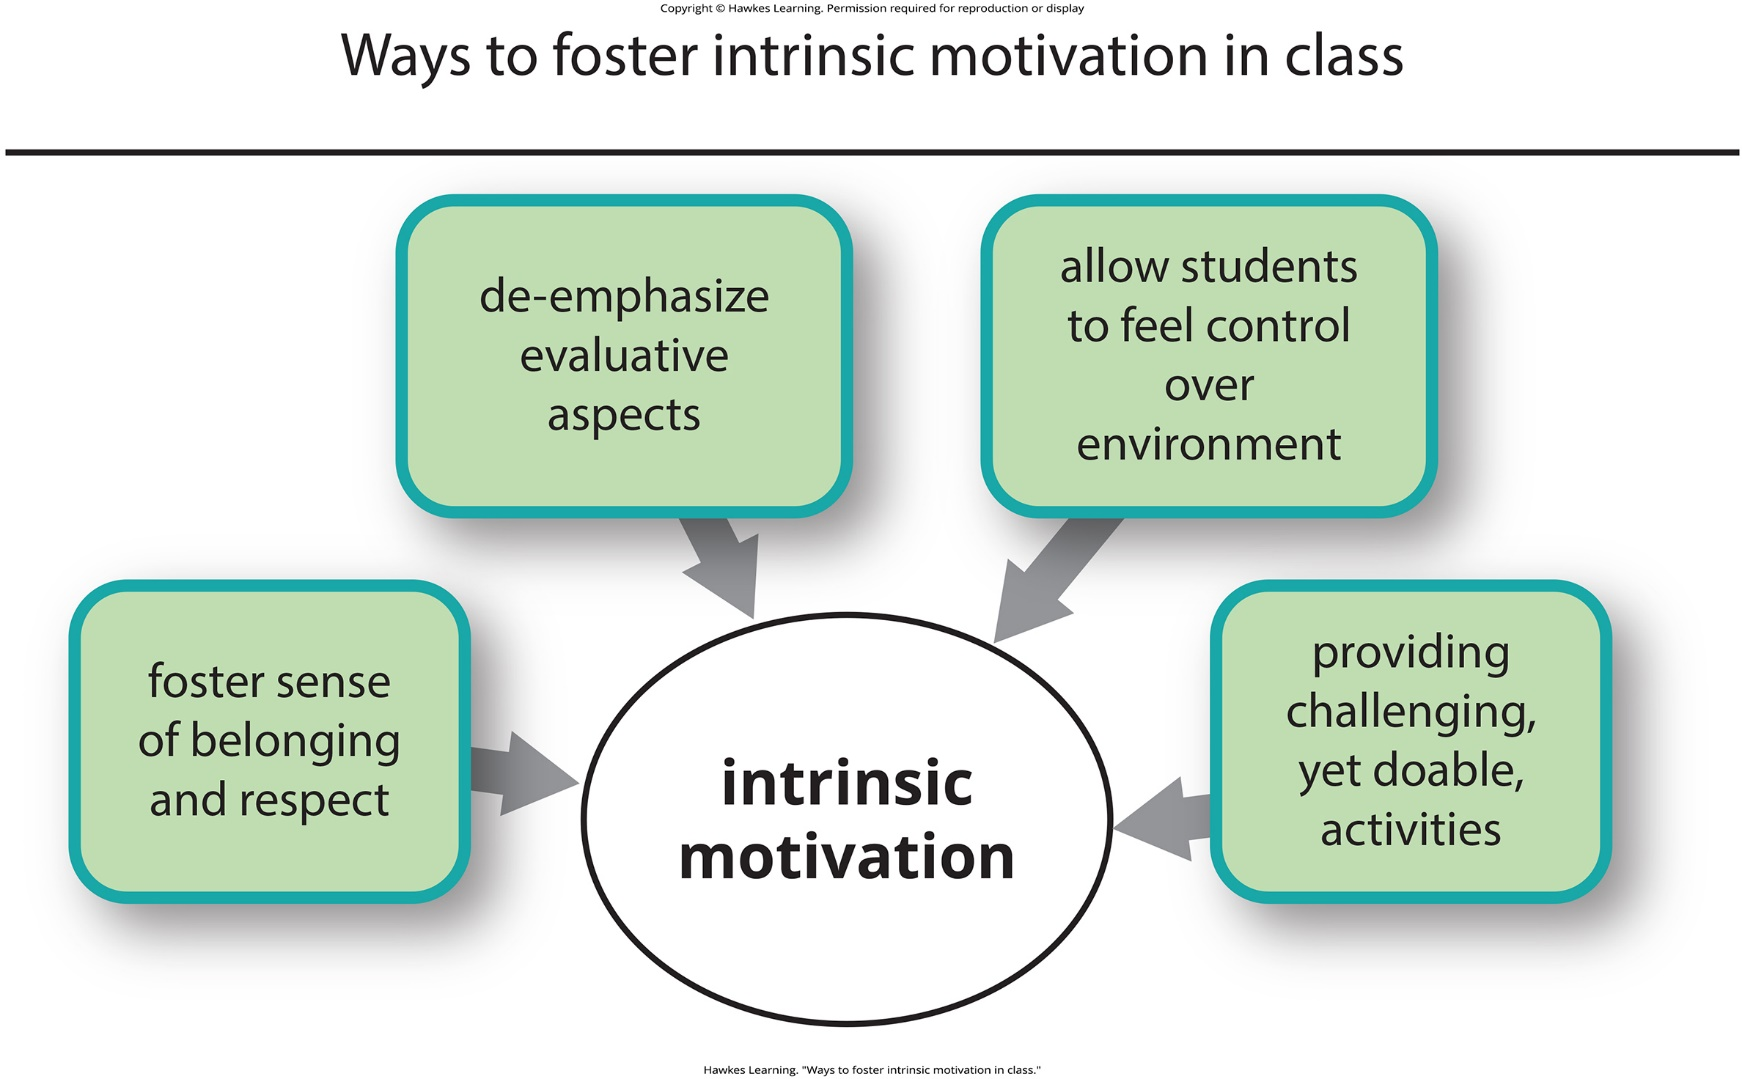 Copyright © Hawkes Learning. Permission required for reproduction or display
Ways to foster intrinsic motivation in class
de-emphasize
evaluative
aspects
allow students
to feel control
over
environment
foster sense
of belonging
and respect
providing
challenging,
yet doable,
activities
intrinsic
motivation
Hawkes Learning. "Ways to foster intrinsic motivation in class."